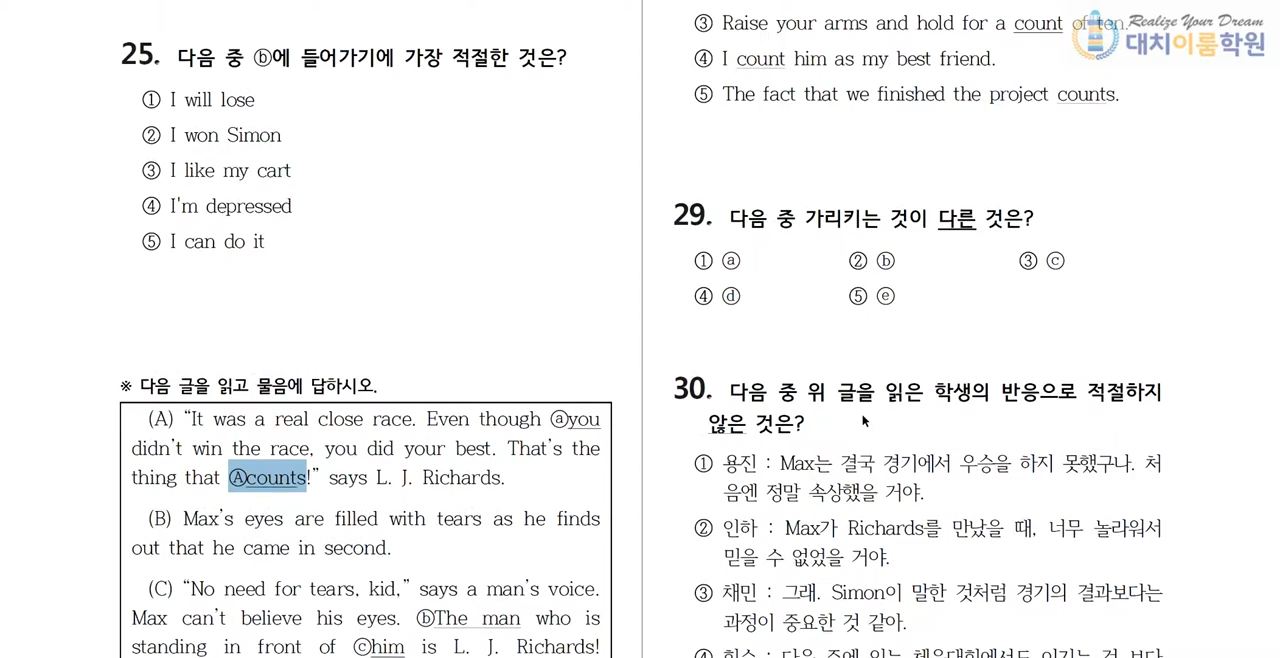 25. 다음 중 ⓑ에 들어가기에 가장 적절한 것은?
① I will lose
② I won Simon
③ I like my cart
④ I'm depressed
⑤ I can do it
※ 다음 글을 읽고 물음에 답하시오.
(A) “It was a real close race. Even though ⓐyou
didn't win the race, you did your best. That's the
thing that Ⓐcounts!” says L. J. Richards.
(B) Max's eyes are filled with tears as he finds
out that he came in second.
(C) “No need for tears, kid,” says a man's voice.
Max can't believe his eyes. ⓑThe man who is
standing in front of ⓒhim is L. J. Richards!
③ Raise your arms and hold for a count of ten.
④ I count him as my best friend.
⑤ The fact that we finished the project counts.
Realize Your Dream
대치이룸학원
29. 다음 중 가리키는 것이 다른 것은?
① ⓐ ② ⓑ ③ ⓒ
④ ⓓ ⑤ ⓔ
30. 다음 중 위 글을 읽은 학생의 반응으로 적절하지
않은 것은?
① 용진 : Max는 결국 경기에서 우승을 하지 못했구나. 처
음엔 정말 속상했을 거야.
② 인하 : Max가 Richards를 만났을 때, 너무 놀라워서
믿을 수 없었을 거야.
③ 채민 : 그래. Simon이 말한 것처럼 경기의 결과보다는
과정이 중요한 것 같아.